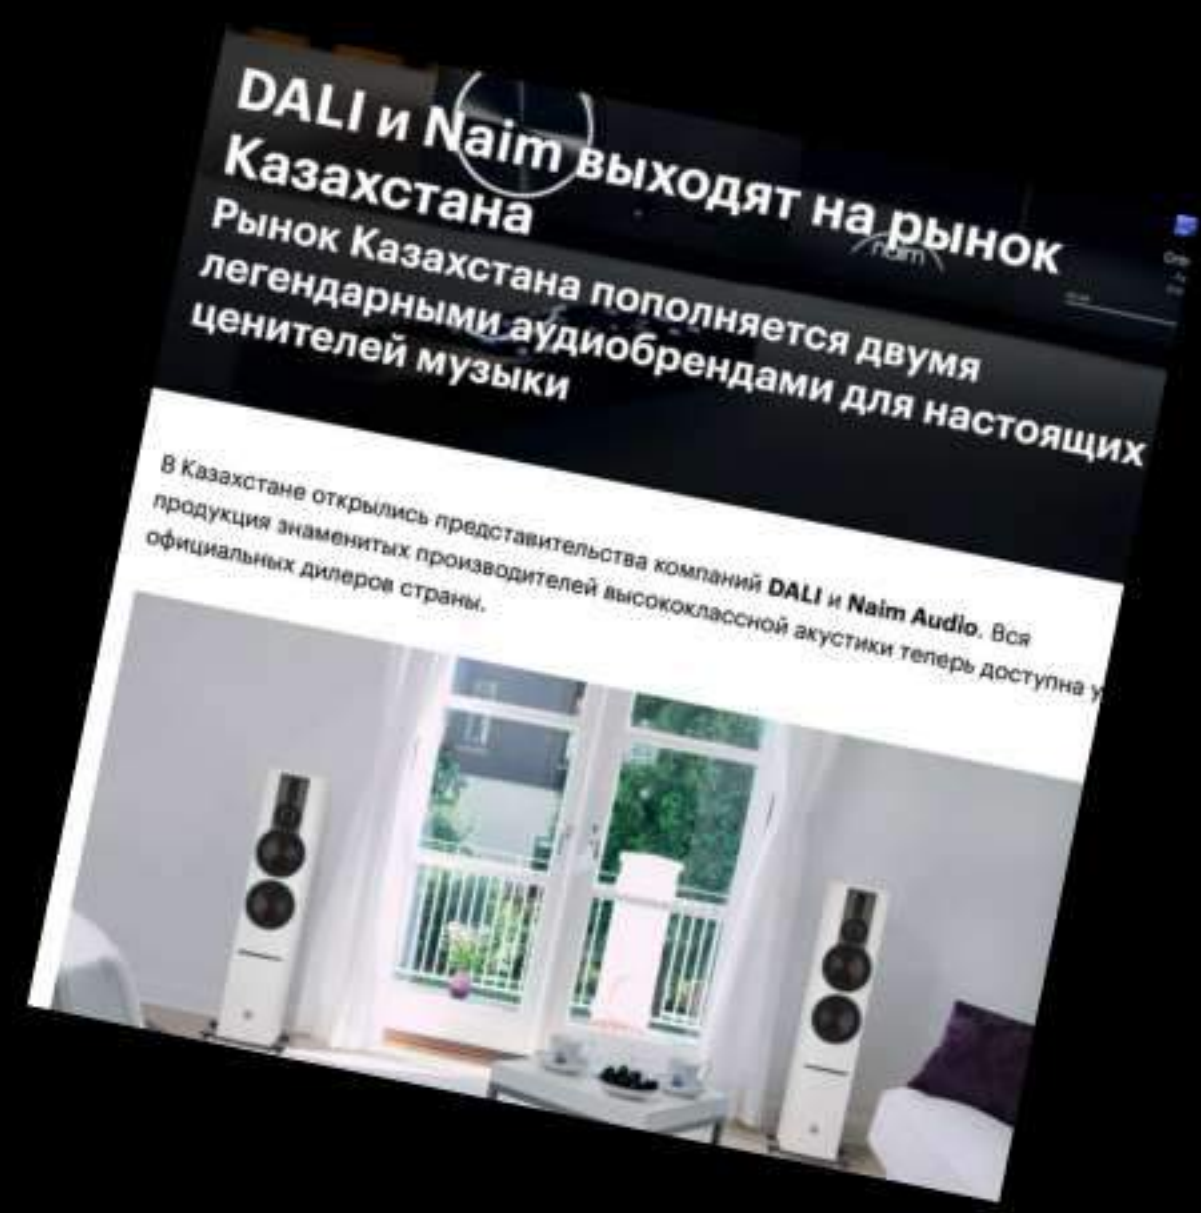 DALI и Naim выходят на рынок
Казахстана
Рынок Казахстана пополняется двумя
легендарными аудиобрендами для настоящих
ценителей музыки
naim
В Казахстане открылись представительства компаний DALI и Naim Audio. Вся
продукция знаменитых производителей высококлассной акустики теперь доступна у
официальных дилеров страны.